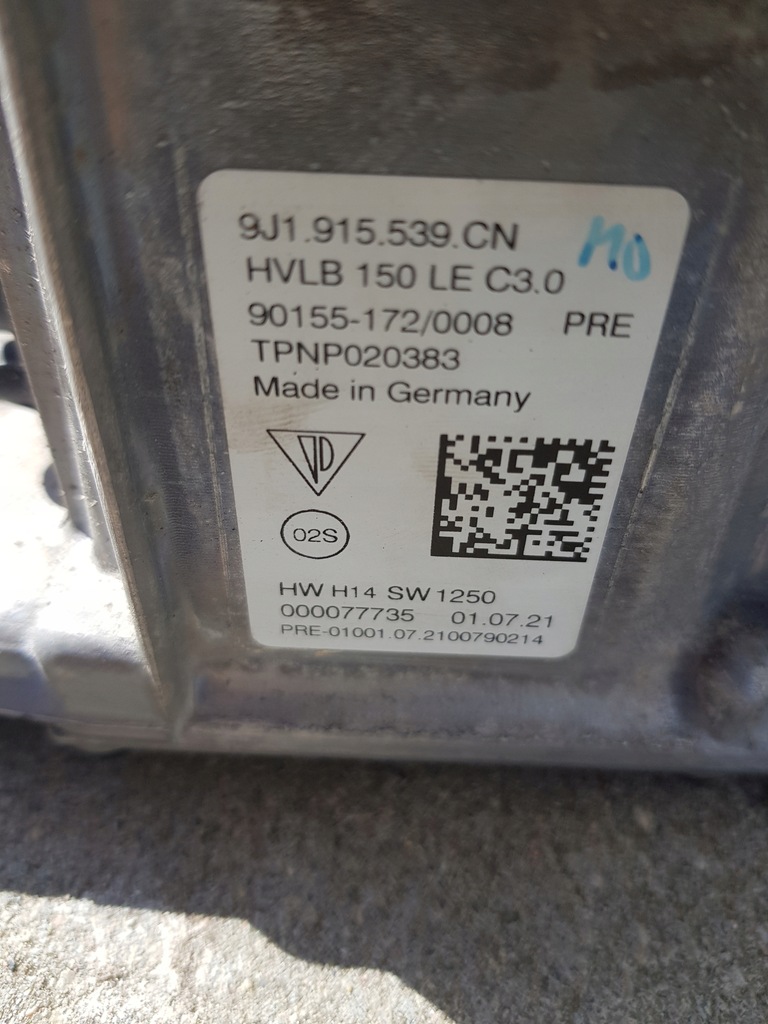 9J1.915.539.CN
HVLB 150 LE C3.0
90155-172/0008 PRE
TPNP020383
Made in Germany
02S
HW H14 SW 1250
000077735 01.07.21
PRE-01001.07.2100790214